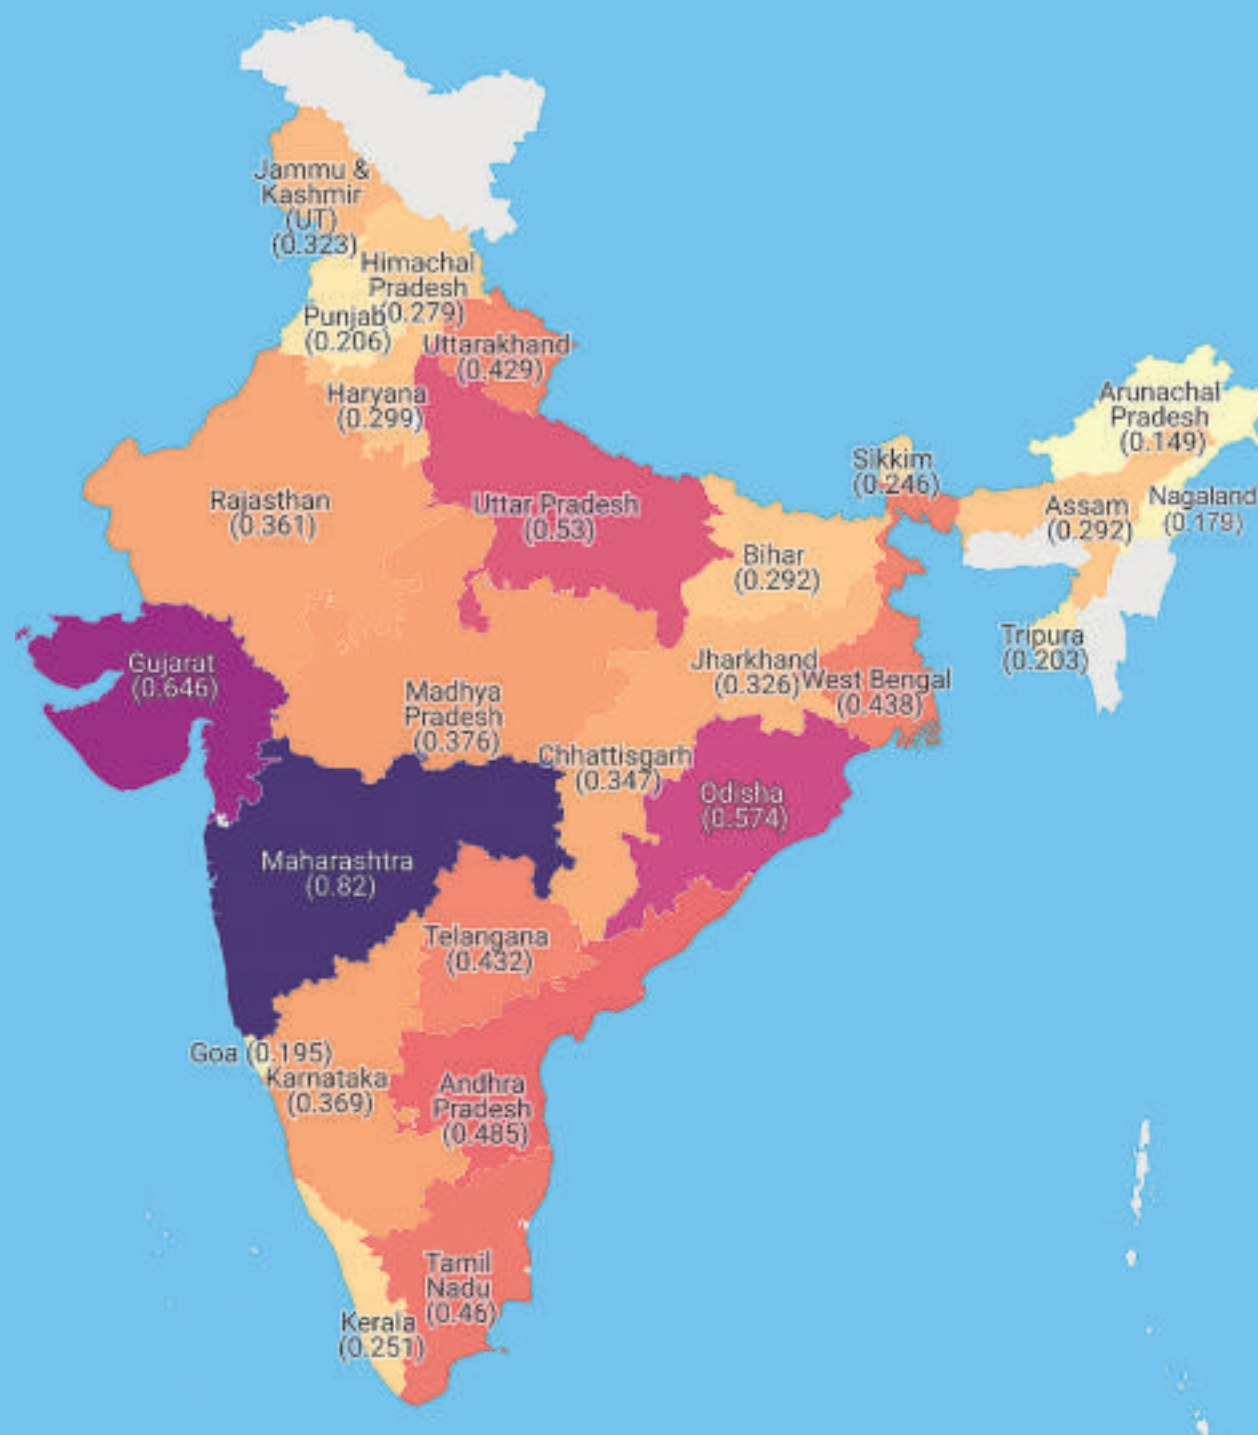 Jammu &
Kashmir
(UT)
(0.323)
Himachal
Pradesh
(0.279)
Punjab
(0.206)
Uttarakhand
(0.429)
Haryana
(0.299)
Arunachal
Pradesh
(0.149)
Sikkim
(0.246)
Nagaland
(0.179)
Assam
(0.292)
Rajasthan
(0.361)
Uttar Pradesh
(0.53)
Bihar
(0.292)
Tripura
(0.203)
Gujarat
(0.646)
Jharkhand
(0.326)
West Bengal
(0.438)
Madhya
Pradesh
(0.376)
Chhattisgarh
(0.347)
Odisha
(0.574)
Maharashtra
(0.82)
Telangana
(0.432)
Goa (0.195)
Karnataka
(0.369)
Andhra
Pradesh
(0.485)
Tamil
Nadu
(0.46)
Kerala
(0.251)